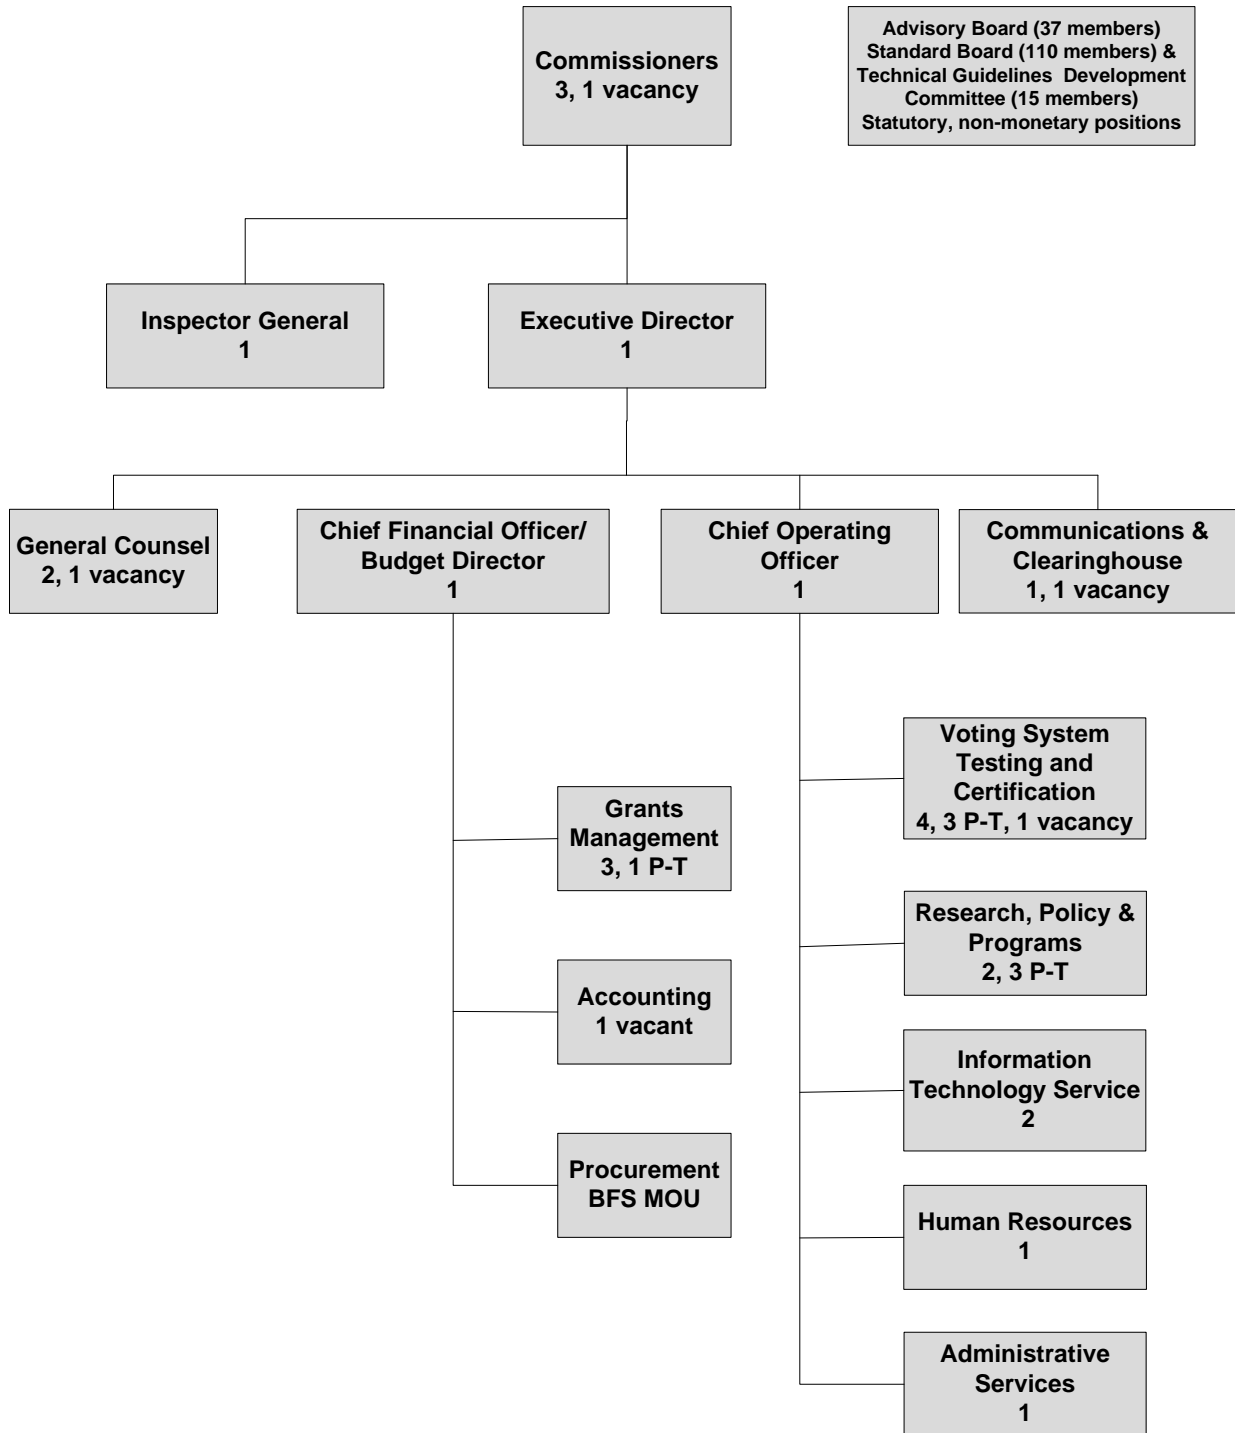 Commissioners
3, 1 vacancy
Advisory Board (37 members)
Standard Board (110 members) &
Technical Guidelines Development
Committee (15 members)
Statutory, non-monetary positions
Inspector General
1
Executive Director
1
General Counsel
2, 1 vacancy
Chief Financial Officer/
Budget Director
1
Chief Operating
Officer
1
Communications &
Clearinghouse
1, 1 vacancy
Grants
Management
3, 1 P-T
Accounting
1 vacant
Procurement
BFS MOU
Voting System
Testing and
Certification
4, 3 P-T, 1 vacancy
Research, Policy &
Programs
2, 3 P-T
Information
Technology Service
2
Human Resources
1
Administrative
Services
1